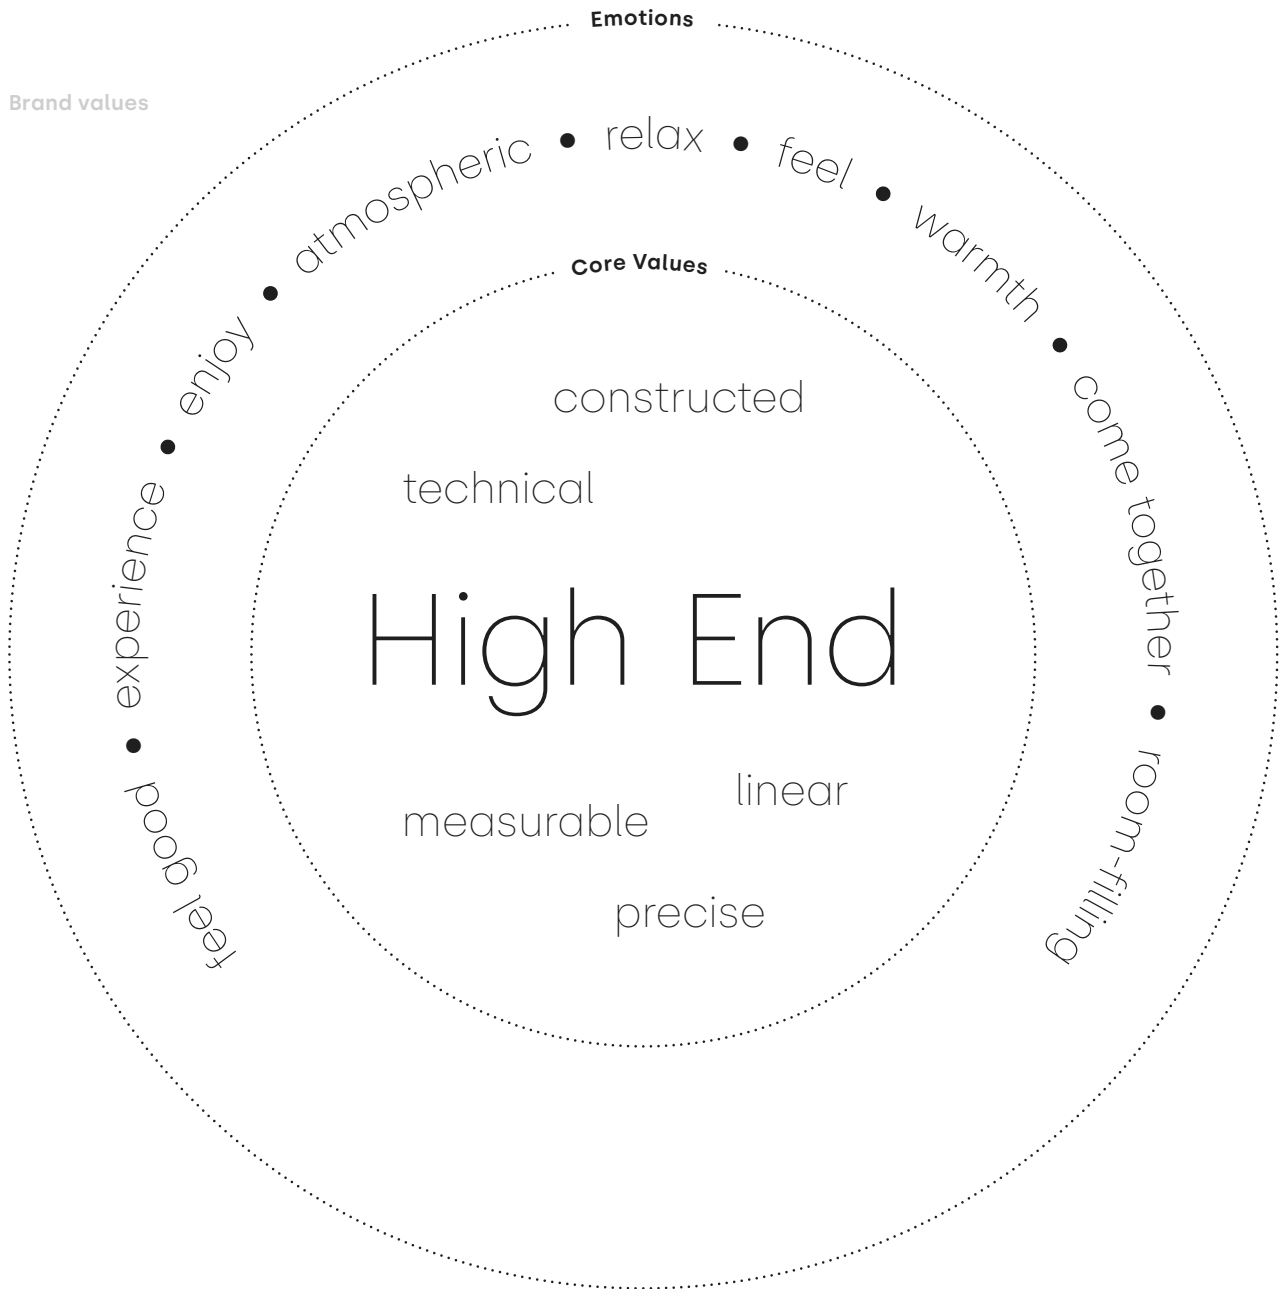 Emotions
Brand values
feel good • experience • enjoy • atmospheric • relax • feel • warmth • come together • room-filling
Core Values
constructed
technical
High End
linear
measurable
precise